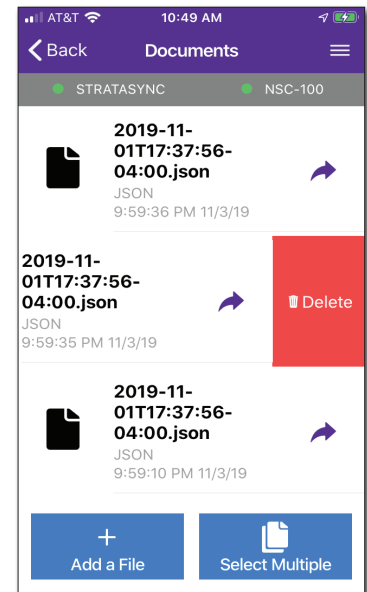 AT&T 10:49 AM
Back Documents
STRATASYNC NSC-100
2019-11-
01T17:37:56-
04:00.json
JSON
9:59:36 PM 11/3/19
2019-11-
01T17:37:56-
04:00.json
JSON
9:59:35 PM 11/3/19
Delete
2019-11-
01T17:37:56-
04:00.json
JSON
9:59:10 PM 11/3/19
Add a File
Select Multiple